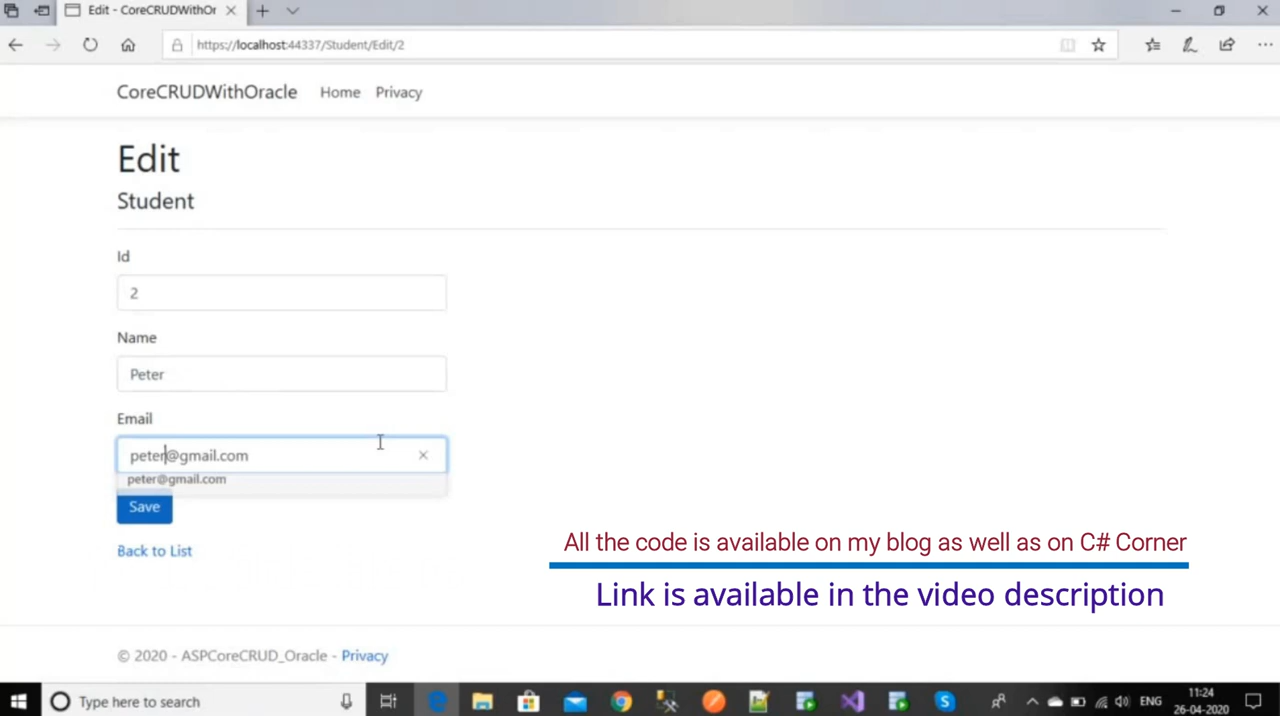 Edit - CoreCRUDWithOr
https://localhost:44337/Student/Edit/2
CoreCRUDWithOracle Home Privacy
Edit
Student
Id
2
Name
Peter
Email
peter@gmail.com
peter@gmail.com
Save
Back to List
All the code is available on my blog as well as on C# Corner
Link is available in the video description
© 2020 - ASPCoreCRUD_Oracle - Privacy
Type here to search
ENG
11:24
26-04-2020